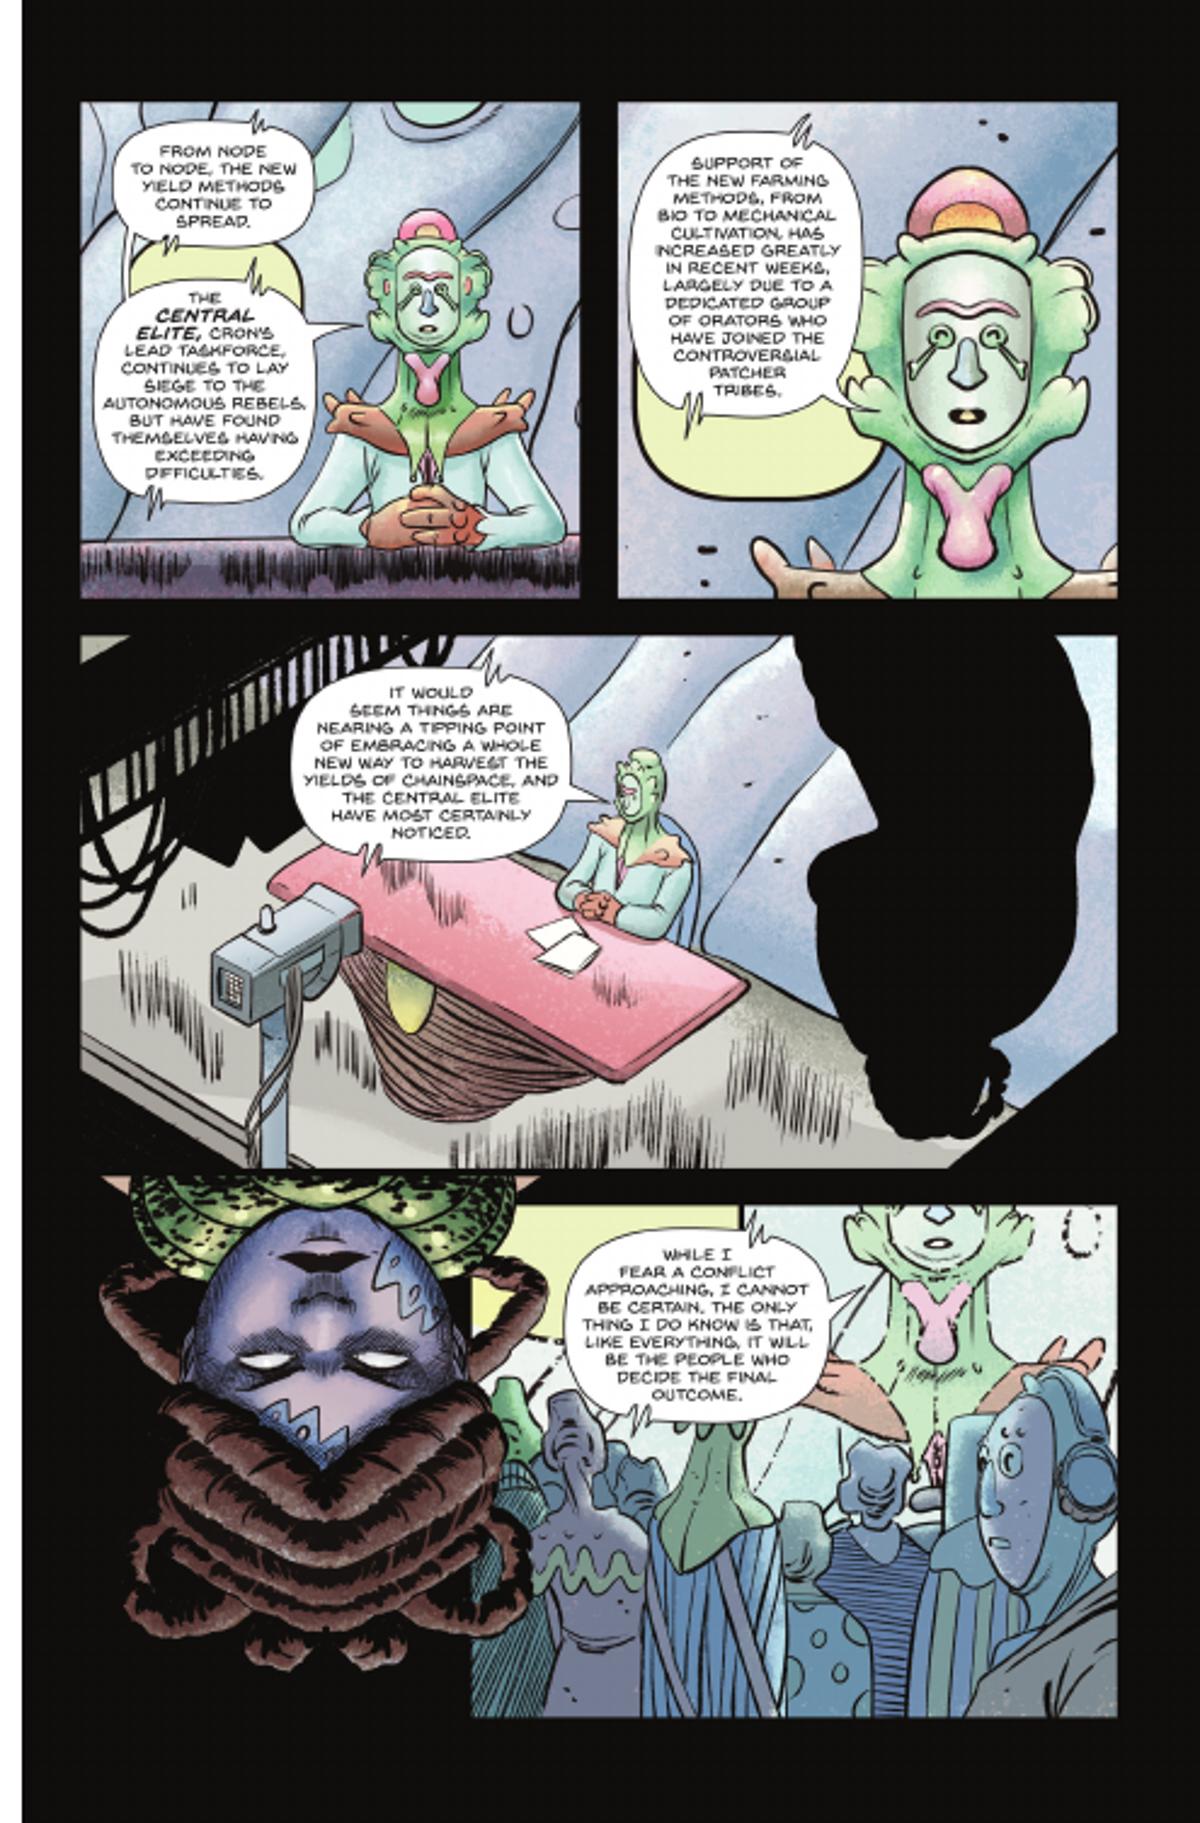 FROM NODE
TO NODE, THE NEW
YIELD METHODS
CONTINUE TO
SPREAD.
THE
CENTRAL
ELITE, CRON'S
LEAD TASKFORCE,
CONTINUES TO LAY
SIEGE TO THE
AUTONOMOUS REBELS,
BUT HAVE FOUND
THEMSELVES HAVING
EXCEEDING
DIFFICULTIES.
SUPPORT OF
THE NEW FARMING
METHODS, FROM
BIO TO MECHANICAL
CULTIVATION, HAS
INCREASED GREATLY
IN RECENT WEEKS,
LARGELY DUE TO A
DEDICATED GROUP
OF ORATORS WHO
HAVE JOINED THE
CONTROVERSIAL
PATCHER
TRIBES.
IT WOULD
SEEM THINGS ARE
NEARING A TIPPING POINT
OF EMBRACING A WHOLE
NEW WAY TO HARVEST THE
YIELDS OF CHAINSPACE, AND
THE CENTRAL ELITE
HAVE MOST CERTAINLY
NOTICED.
WHILE I
FEAR A CONFLICT
APPROACHING, I CANNOT
BE CERTAIN. THE ONLY
THING I DO KNOW IS THAT,
LIKE EVERYTHING, IT WILL
BE THE PEOPLE WHO
DECIDE THE FINAL
OUTCOME.